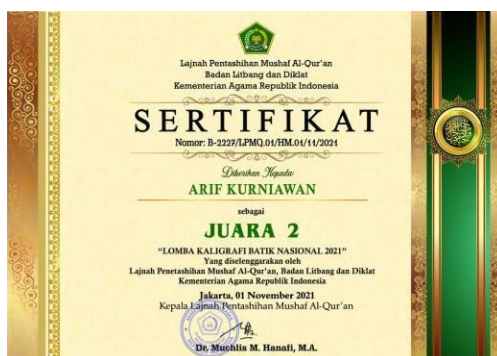 Lajnah Pentashihan Mushaf Al-Qur'an
Badan Litbang dan Diklat
Kementerian Agama Republik Indonesia
SERTIFIKAT
Nomor: B-2227/LPMQ.01/HM.01/11/2021
Diberikan Kepada:
ARIF KURNIAWAN
sebagai
JUARA 2
"LOMBA KALIGRAFI BATIK NASIONAL 2021"
Yang diselenggarakan oleh
Lajnah Penetashihan Mushaf Al-Qur'an, Badan Litbang dan Diklat
Kementerian Agama Republik Indonesia
Jakarta, 01 November 2021
Kepala Lajnah Pentashihan Mushaf Al-Qur'an
Dr. Muchlis M. Hanafi, M.A.